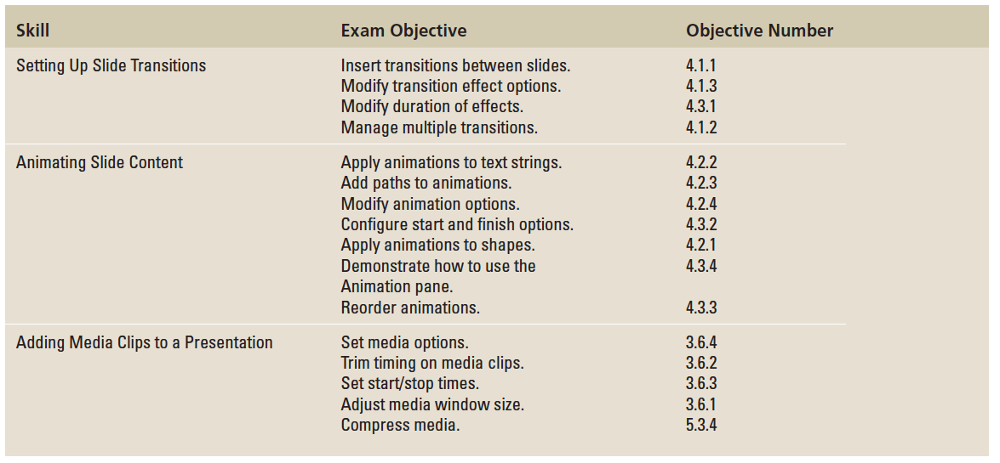 Skill Exam Objective Objective Number
Setting Up Slide Transitions Insert transitions between slides. 4.1.1
Modify transition effect options. 4.1.3
Modify duration of effects. 4.3.1
Manage multiple transitions. 4.1.2
Animating Slide Content Apply animations to text strings. 4.2.2
Add paths to animations. 4.2.3
Modify animation options. 4.2.4
Configure start and finish options. 4.3.2
Apply animations to shapes. 4.2.1
Demonstrate how to use the 4.3.4
Animation pane.
Reorder animations. 4.3.3
Adding Media Clips to a Presentation Set media options. 3.6.4
Trim timing on media clips. 3.6.2
Set start/stop times. 3.6.3
Adjust media window size. 3.6.1
Compress media. 5.3.4